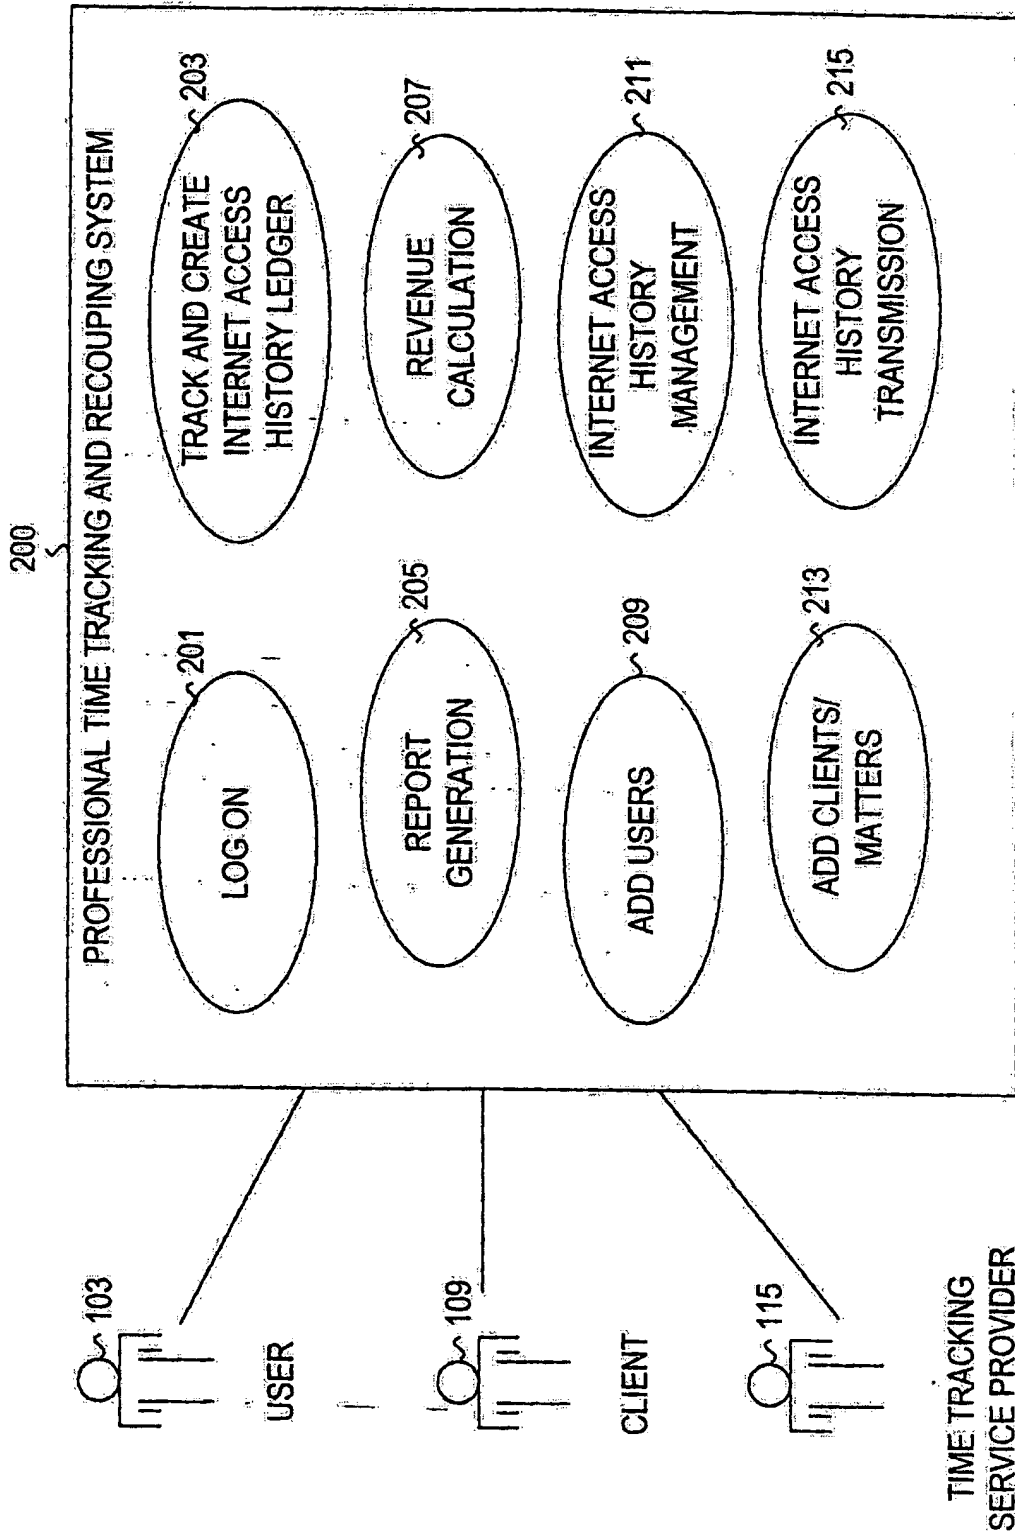 200
PROFESSIONAL TIME TRACKING AND RECOUPING SYSTEM
103
USER
109
CLIENT
115
TIME TRACKING
SERVICE PROVIDER
201
LOG ON
203
TRACK AND CREATE
INTERNET ACCESS
HISTORY LEDGER
205
REPORT
GENERATION
207
REVENUE
CALCULATION
209
ADD USERS
211
INTERNET ACCESS
HISTORY
MANAGEMENT
213
ADD CLIENTS/
MATTERS
215
INTERNET ACCESS
HISTORY
TRANSMISSION